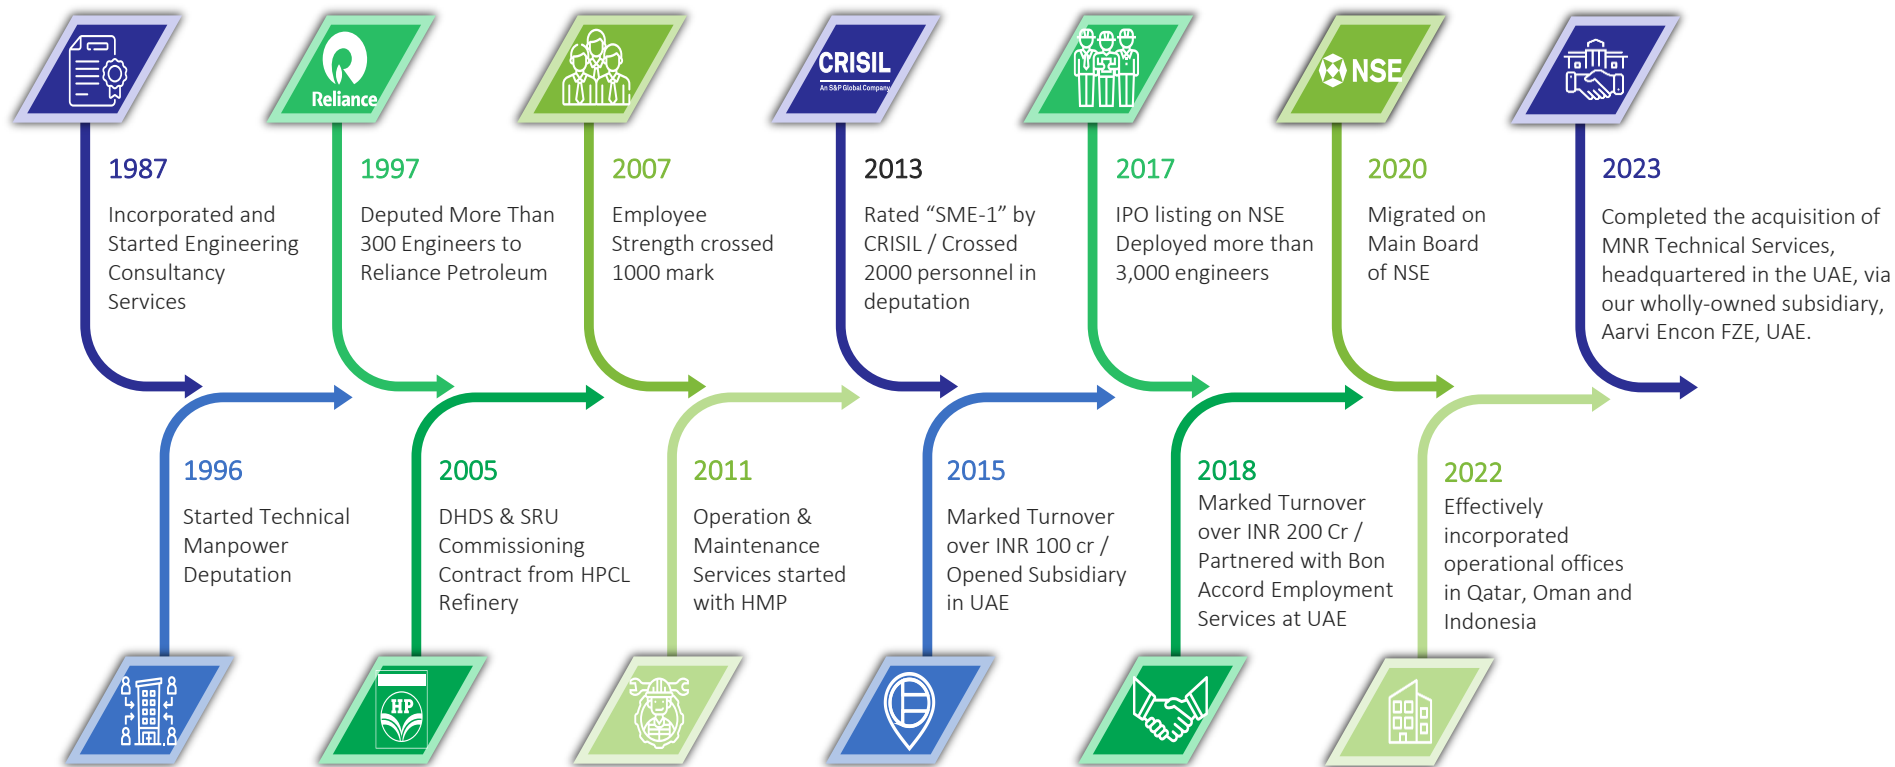 Reliance
CRISIL
An S&P Global Company
NSE
1987
Incorporated and
Started Engineering
Consultancy
Services
1997
Deputed More Than
300 Engineers to
Reliance Petroleum
2007
Employee
Strength crossed
1000 mark
2013
Rated “SME-1” by
CRISIL / Crossed
2000 personnel in
deputation
2017
IPO listing on NSE
Deployed more than
3,000 engineers
2020
Migrated on
Main Board
of NSE
2023
Completed the acquisition of
MNR Technical Services,
headquartered in the UAE, via
our wholly-owned subsidiary,
Aarvi Encon FZE, UAE.
1996
Started Technical
Manpower
Deputation
2005
DHDS & SRU
Commissioning
Contract from HPCL
Refinery
2011
Operation &
Maintenance
Services started
with HMP
2015
Marked Turnover
over INR 100 cr /
Opened Subsidiary
in UAE
2018
Marked Turnover
over INR 200 Cr /
Partnered with Bon
Accord Employment
Services at UAE
2022
Effectively
incorporated
operational offices
in Qatar, Oman and
Indonesia
HP